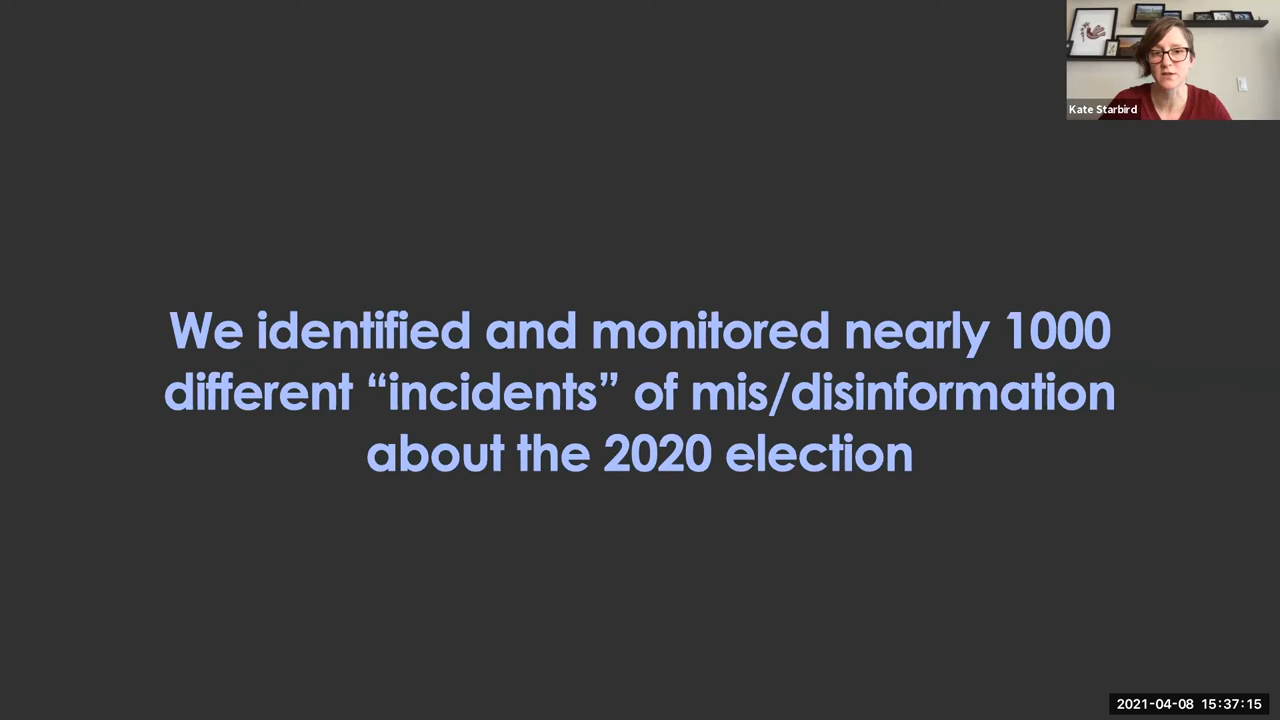 Kate Starbird
We identified and monitored nearly 1000
different “incidents” of mis/disinformation
about the 2020 election
2021-04-08 15:37:15